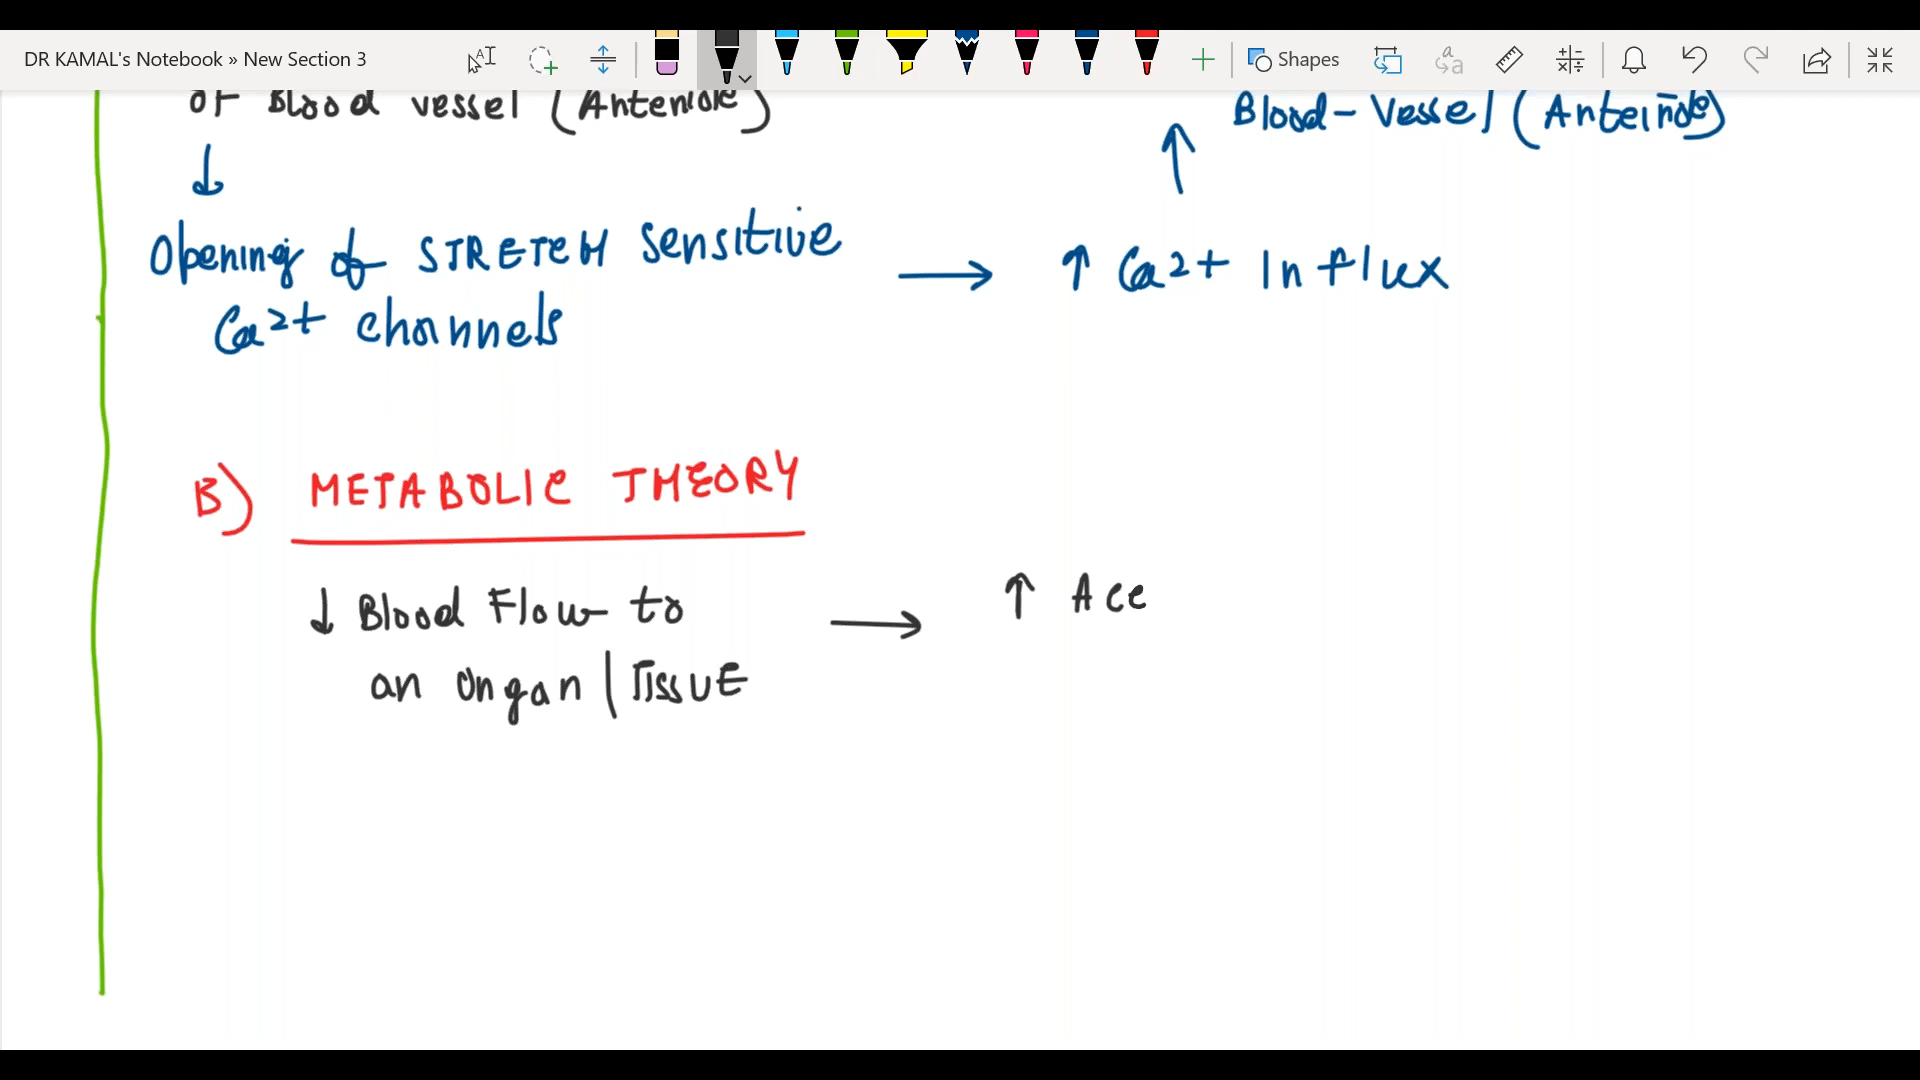 DR KAMAL's Notebook » New Section 3
Shapes
of Blood vessel (Arteriole)
Blood-Vessel (Arteriole)
Opening of STRETCH sensitive
Ca2+ channels
→ ↑ Ca2+ Influx
B) METABOLIC THEORY
↓ Blood Flow to
an organ | TissuE
→ ↑ Acc